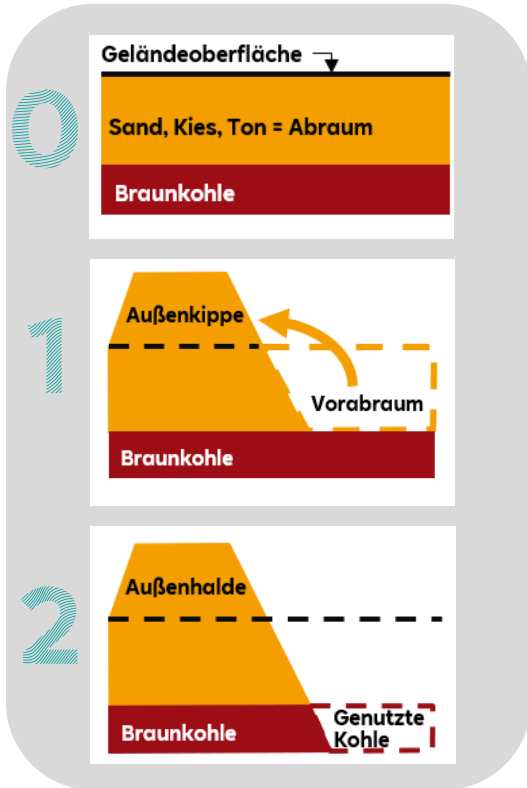 0
Geländeoberfläche
Sand, Kies, Ton = Abraum
Braunkohle
1
Außenkippe
Vorabraum
Braunkohle
2
Außenhalde
Braunkohle
Genutzte
Kohle